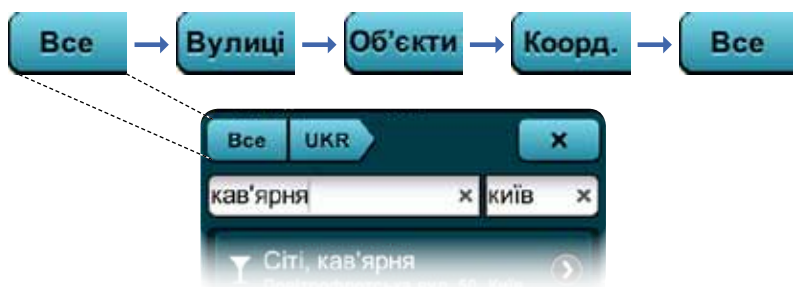 Все Вулиці Об'єкти Коорд. Все
Все UKR ×
кав'ярня × київ ×
Сіті, кав'ярня